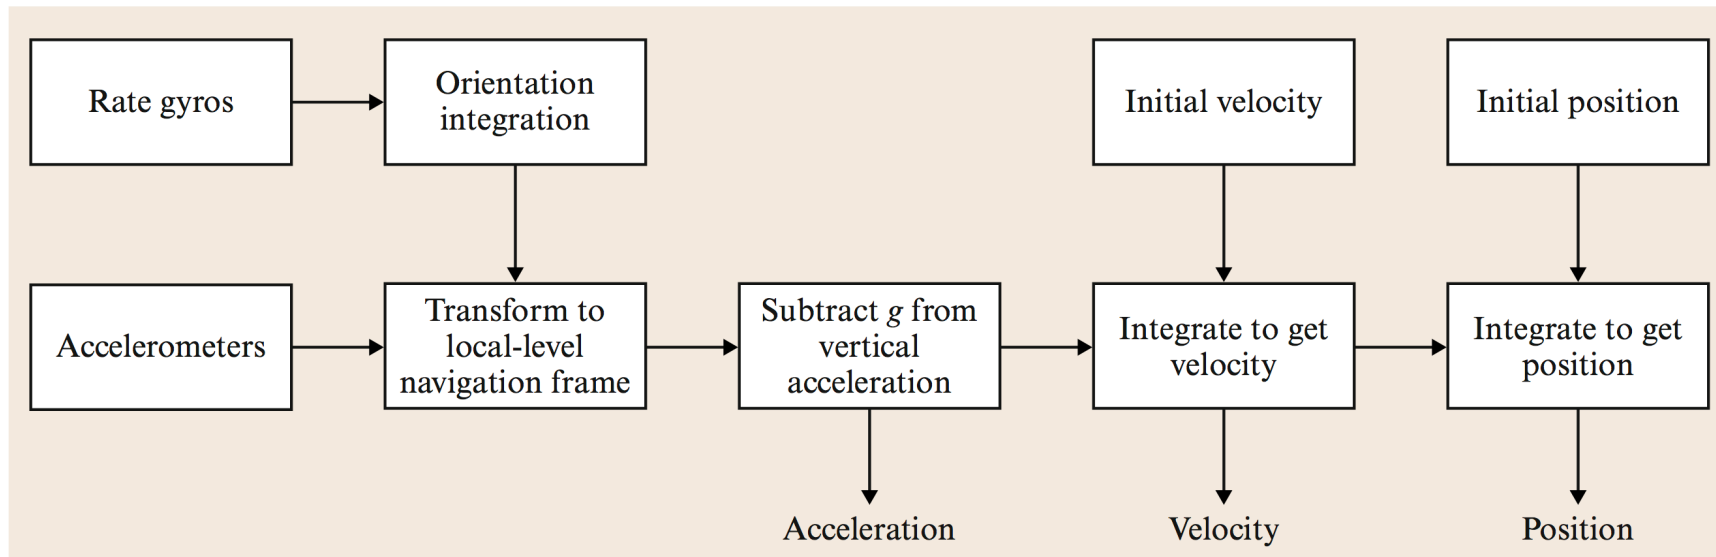 Rate gyros
Orientation
integration
Initial velocity
Initial position
Accelerometers
Transform to
local-level
navigation frame
Subtract g from
vertical
acceleration
Integrate to get
velocity
Integrate to get
position
Acceleration
Velocity
Position